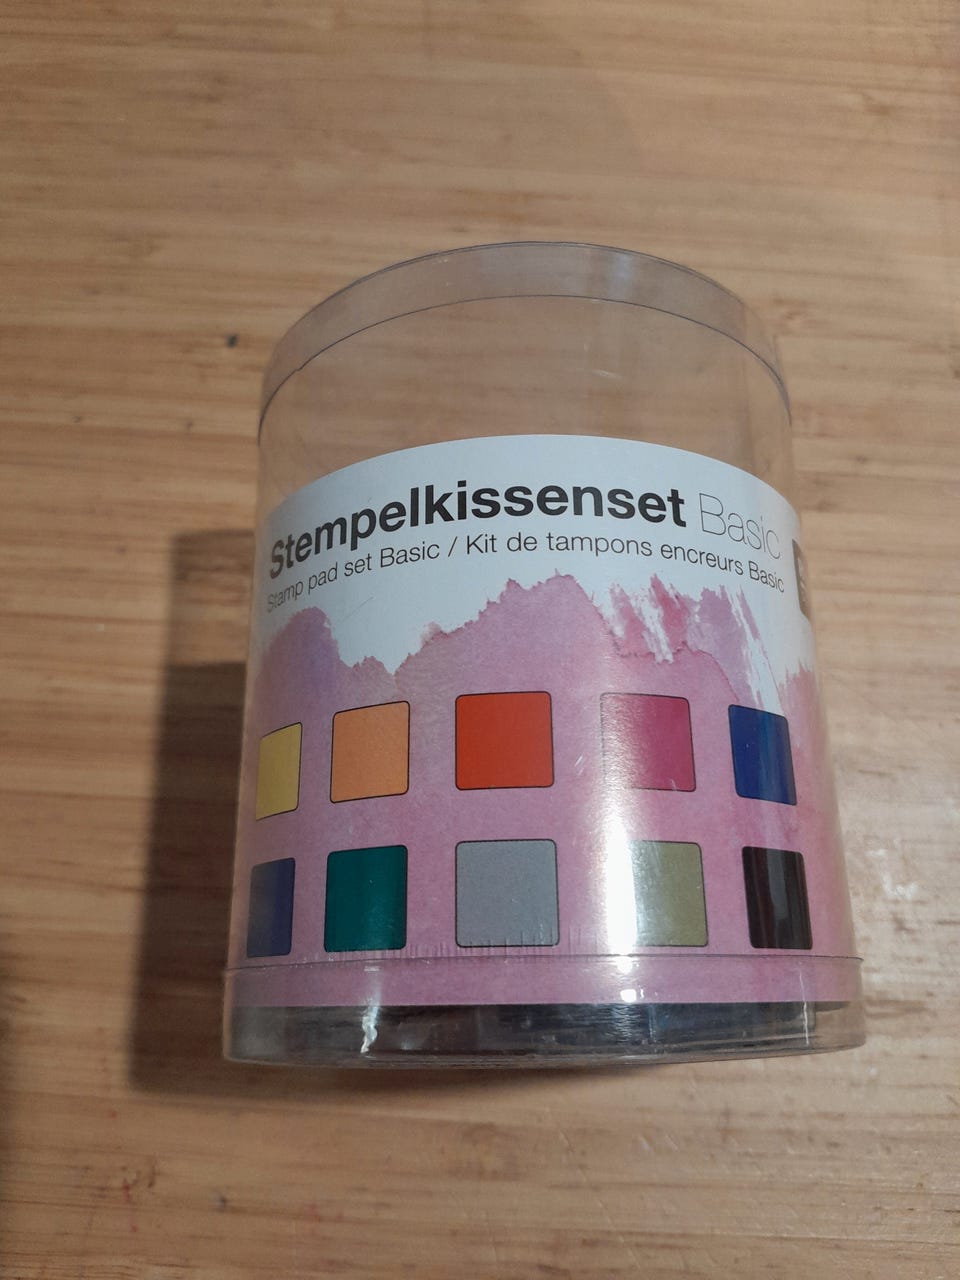 Stempelkissenset Basic
Stamp pad set Basic / Kit de tampons encreurs Basic